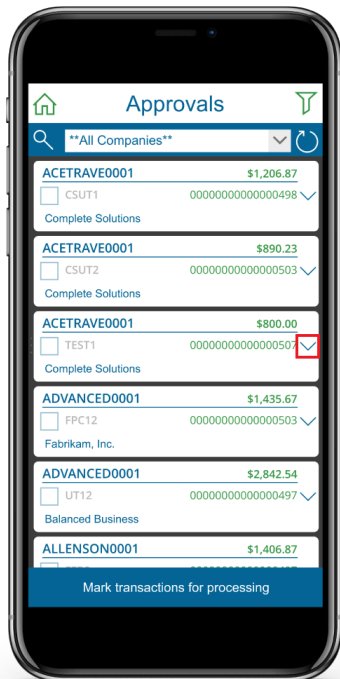 Approvals
**All Companies**
ACETRAVE0001 $1,206.87
CSUT1 00000000000000498
Complete Solutions
ACETRAVE0001 $890.23
CSUT2 00000000000000503
Complete Solutions
ACETRAVE0001 $800.00
TEST1 00000000000000507
Complete Solutions
ADVANCED0001 $1,435.67
FPC12 00000000000000503
Fabrikam, Inc.
ADVANCED0001 $2,842.54
UT12 00000000000000497
Balanced Business
ALLENSON0001 $1,406.87
Mark transactions for processing